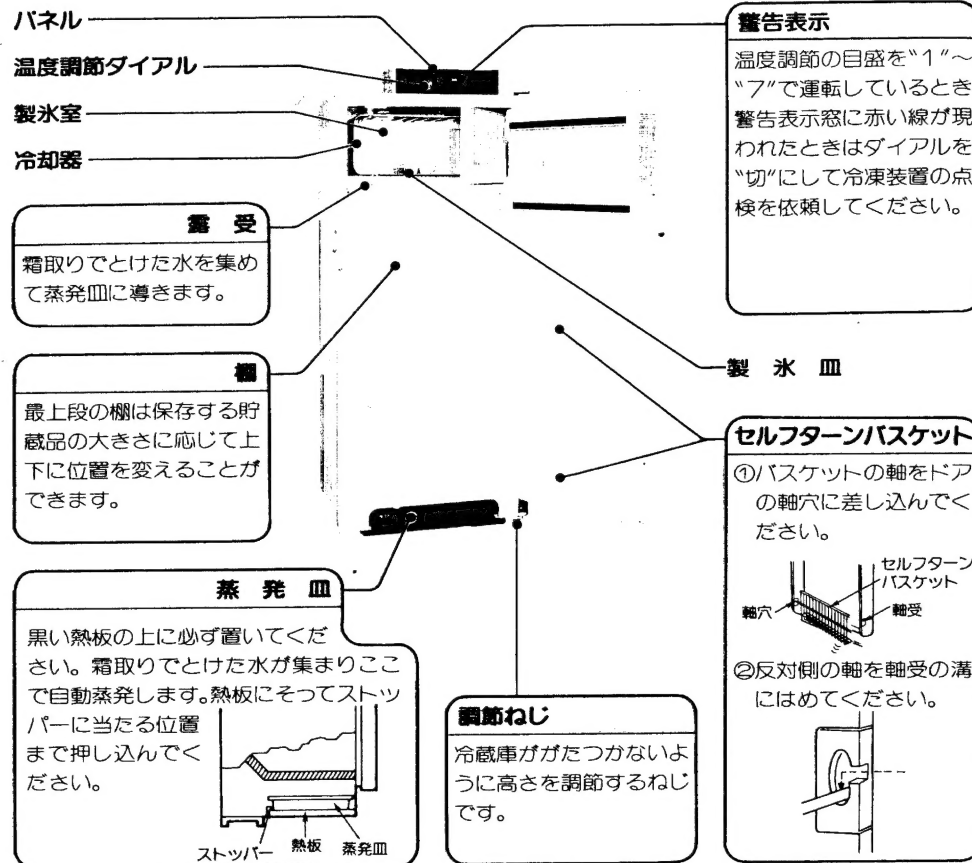 パネル
温度調節ダイアル
製氷室
冷却器
露受
霜取りでとけた水を集め
て蒸発皿に導きます。
棚
最上段の棚は保存する貯
蔵品の大きさに応じて上
下に位置を変えることが
できます。
蒸発皿
黒い熱板の上に必ず置いてくだ
さい。霜取りでとけた水が集まりここ
で自動蒸発します。熱板にそってストッ
パーに当たる位置
まで押し込んでく
ださい。
ストッパー
熱板
蒸発皿
警告表示
温度調節の目盛を“1”〜
“7”で運転しているとき
警告表示窓に赤い線が現
われたときはダイアルを
“切”にして冷凍装置の点
検を依頼してください。
製氷皿
セルフターンバスケット
①バスケットの軸をドア
の軸穴に差し込んでく
ださい。
セルフターン
バスケット
軸穴
軸受
②反対側の軸を軸受の溝
にはめてください。
調節ねじ
冷蔵庫ががたつかないよ
うに高さを調節するねじ
です。